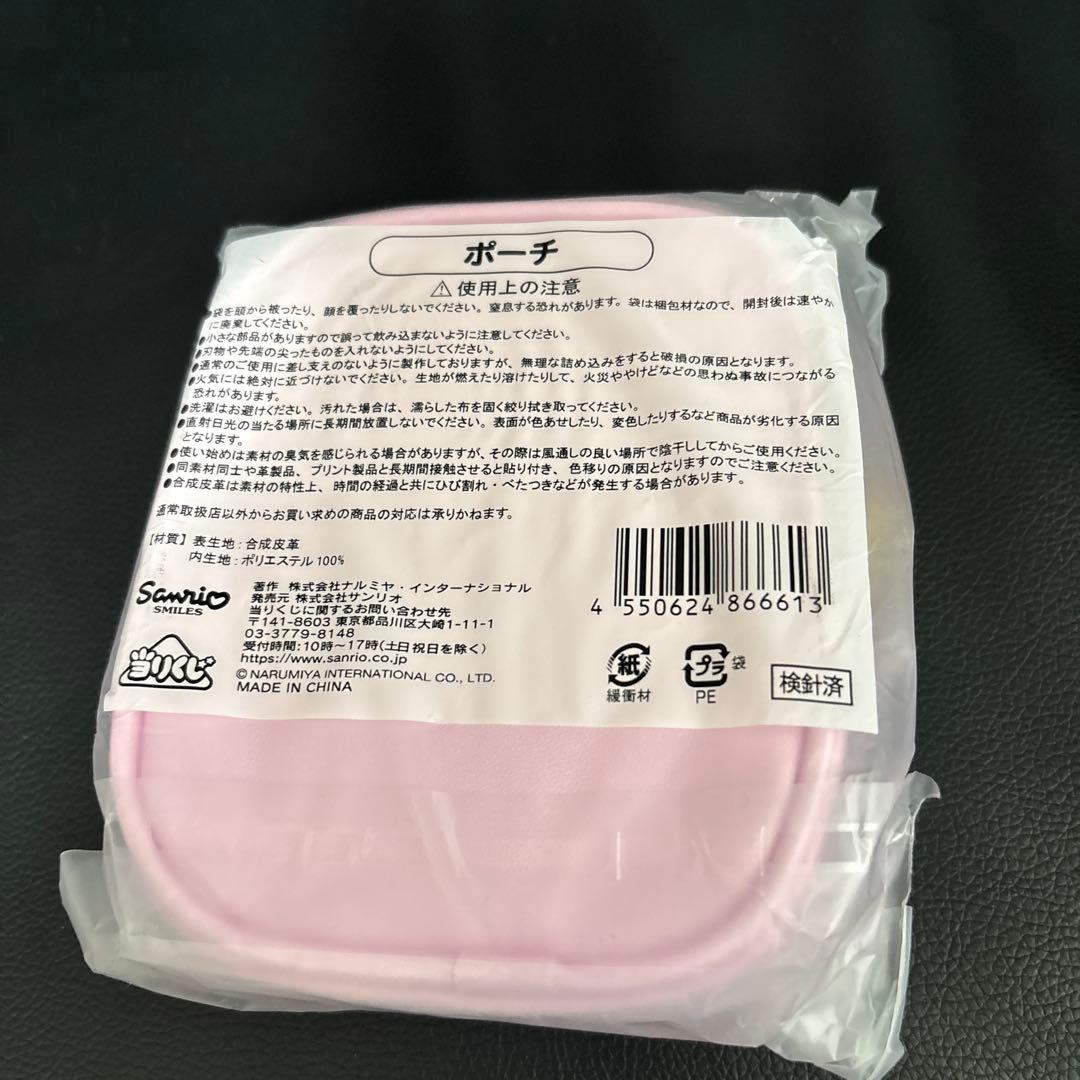 ポーチ
⚠使用上の注意
●袋を頭から被ったり、顔を覆ったりしないでください。窒息する恐れがあります。袋は梱包材なので、開封後は速やか
に廃棄してください。
●小さな部品がありますので誤って飲み込まないように注意してください。
●刃物や先端の尖ったものを入れないようにしてください。
●通常のご使用に差し支えのないように製作しておりますが、無理な詰め込みをすると破損の原因となります。
●火気には絶対に近づけないでください。生地が燃えたり溶けたりして、火災ややけどなどの思わぬ事故につながる
恐れがあります。
●洗濯はお避けください。汚れた場合は、濡らした布を固く絞り拭き取ってください。
●直射日光の当たる場所に長期間放置しないでください。表面が色あせしたり、変色したりするなど商品が劣化する原因
となります。
●使い始めは素材の臭気を感じられる場合がありますが、その際は風通しの良い場所で陰干ししてからご使用ください。
●同素材同士や革製品、プリント製品と長期間接触させると貼り付き、色移りの原因となりますのでご注意ください。
●合成皮革は素材の特性上、時間の経過と共にひび割れ・べたつきなどが発生する場合があります。
通常取扱店以外からお買い求めの商品の対応は承りかねます。
【材質】表生地:合成皮革
内生地:ポリエステル100%
Sanrio
SMILES
当りくじ
著作 株式会社ナルミヤ・インターナショナル
発売元 株式会社サンリオ
当りくじに関するお問い合わせ先
〒141-8603 東京都品川区大崎1-11-1
03-3779-8148
受付時間:10時~17時(土日祝日を除く)
https://www.sanrio.co.jp
© NARUMIYA INTERNATIONAL CO., LTD.
MADE IN CHINA
4 550624 866613
紙
緩衝材
プラ 袋
PE
検針済